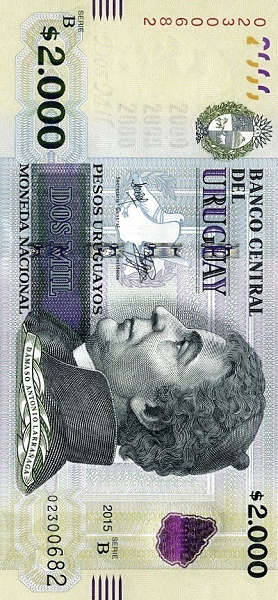 SERIE
B
$2.000
02300682
BANCO CENTRAL
DEL
URUGUAY
DOS MIL
PESOS URUGUAYOS
MONEDA NACIONAL
DAMASO ANTONIO LARRAÑAGA
$2.000
2015
SERIE
B
02300682